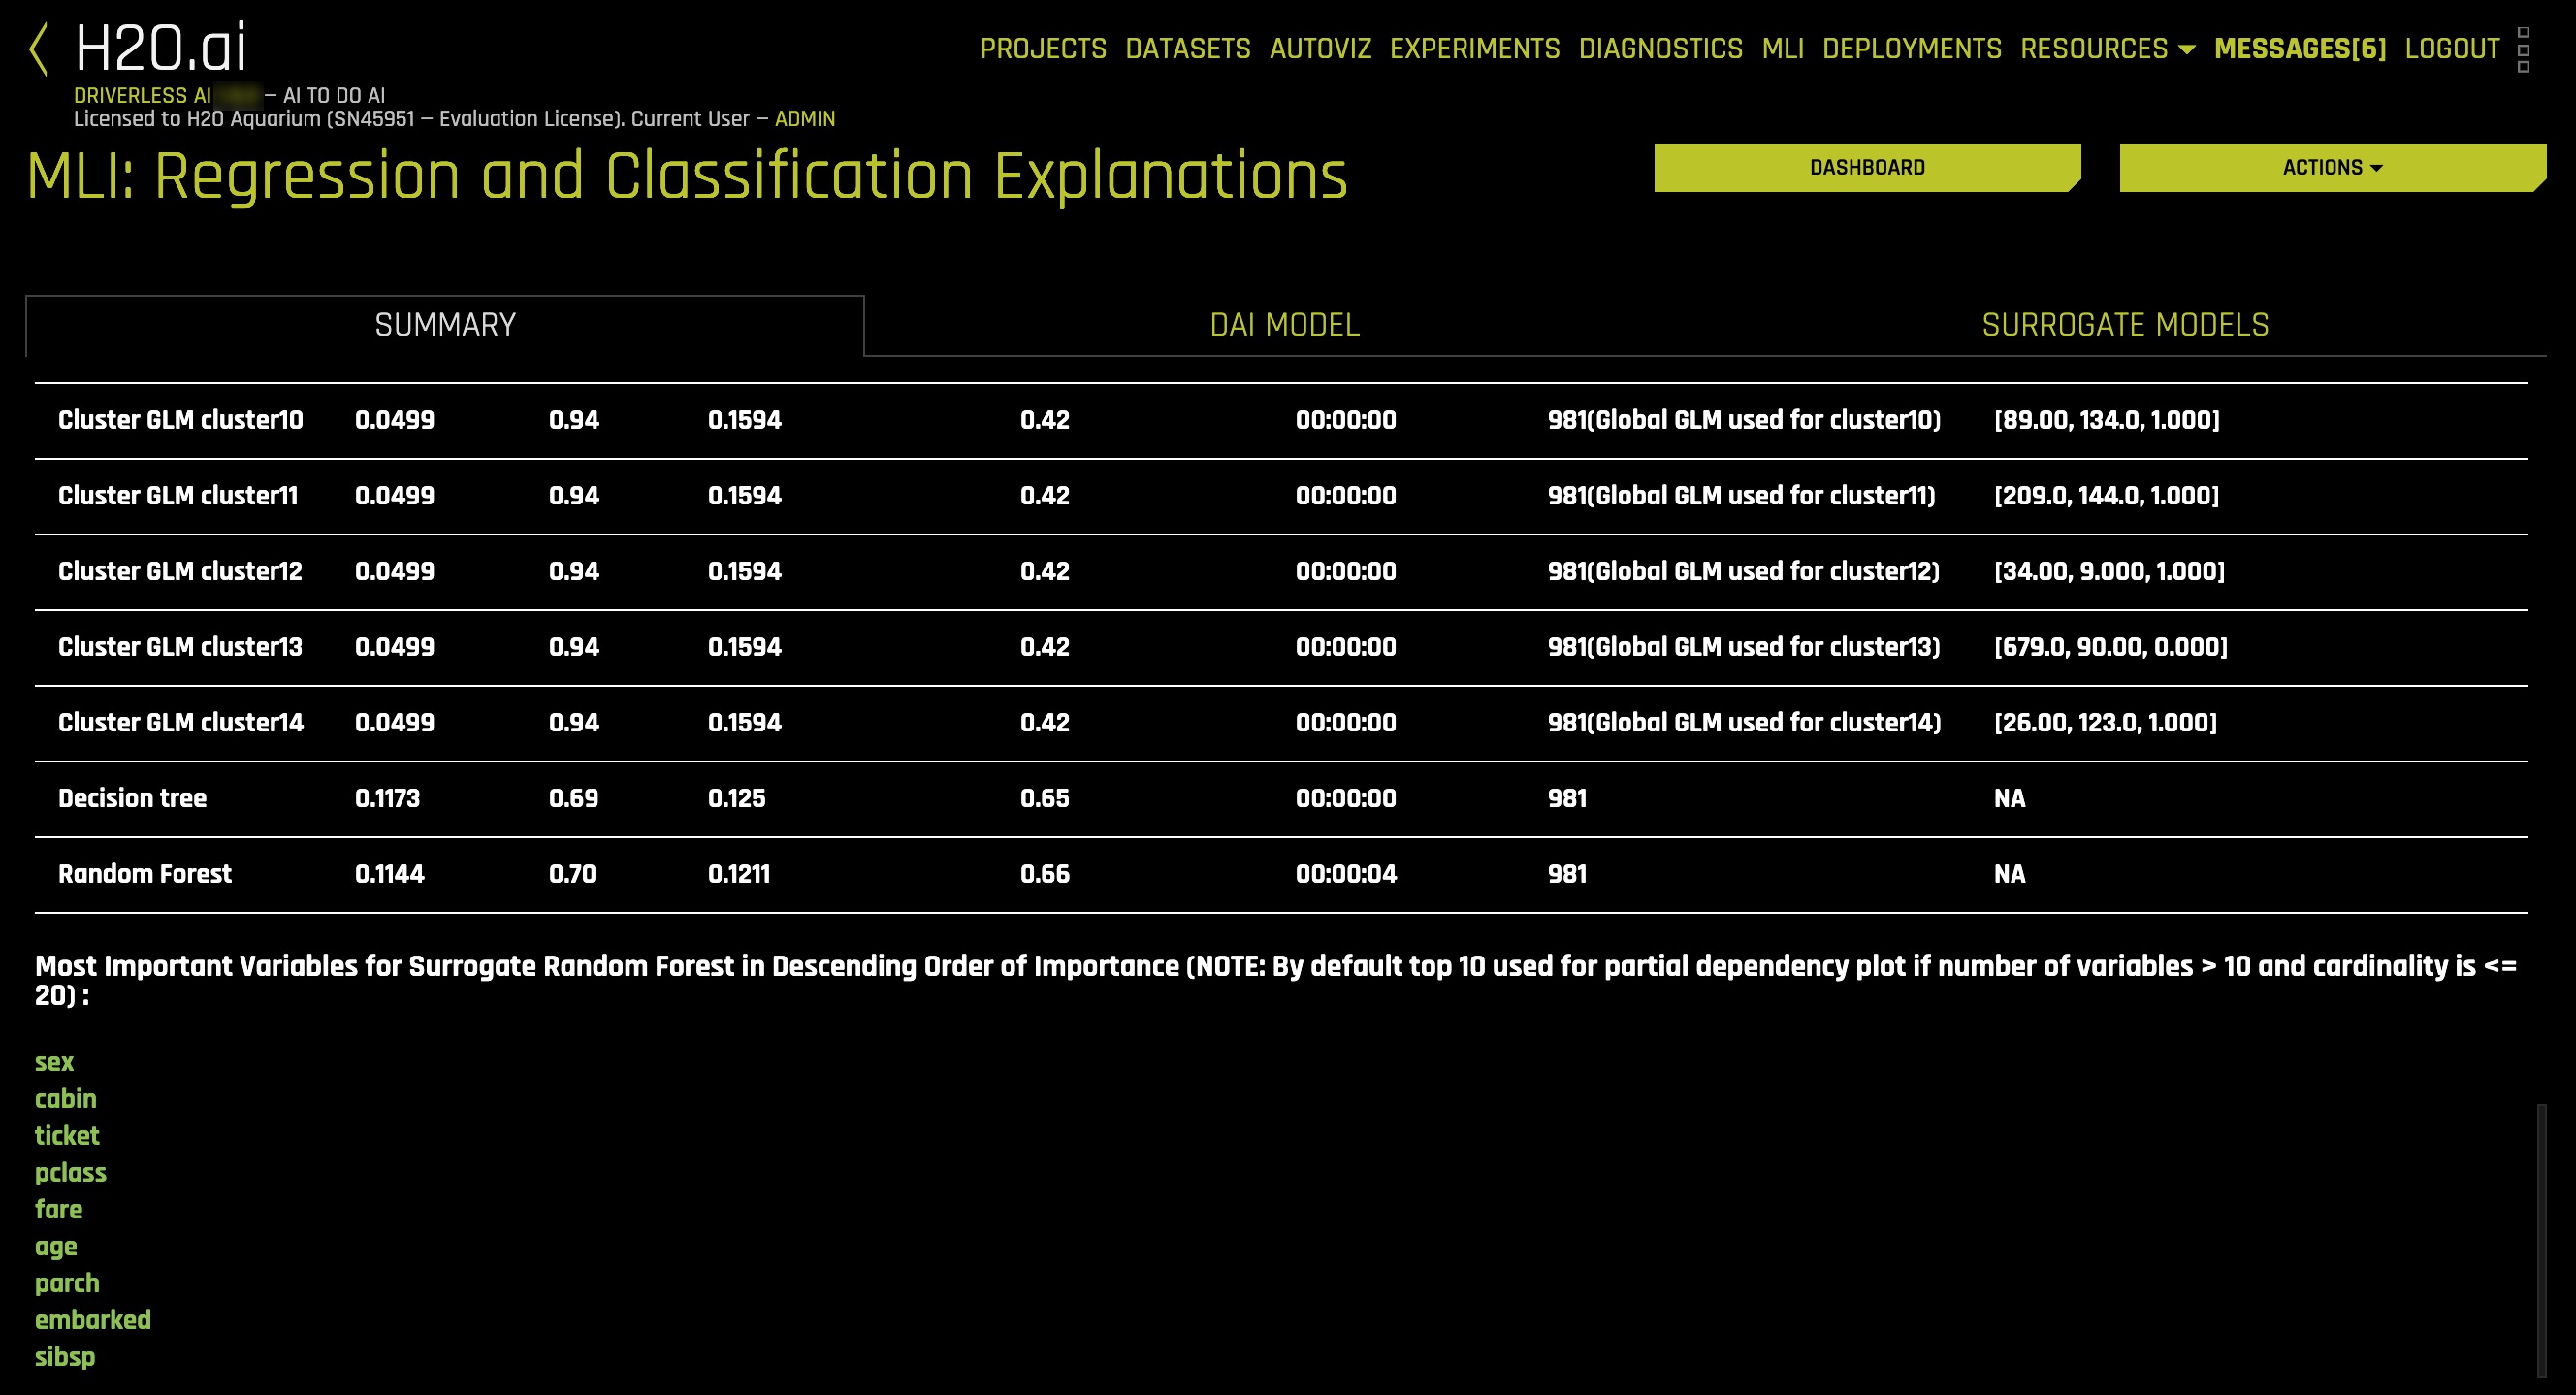 H2O.ai
PROJECTS DATASETS AUTOVIZ EXPERIMENTS DIAGNOSTICS MLI DEPLOYMENTS RESOURCES MESSAGES[6] LOGOUT
DRIVERLESS AI — AI TO DO AI
Licensed to H2O Aquarium (SN45951 — Evaluation License). Current User — ADMIN
MLI: Regression and Classification Explanations
DASHBOARD
ACTIONS
SUMMARY DAI MODEL SURROGATE MODELS
Cluster GLM cluster10 0.0499 0.94 0.1594 0.42 00:00:00 981(Global GLM used for cluster10) [89.00, 134.0, 1.000]
Cluster GLM cluster11 0.0499 0.94 0.1594 0.42 00:00:00 981(Global GLM used for cluster11) [209.0, 144.0, 1.000]
Cluster GLM cluster12 0.0499 0.94 0.1594 0.42 00:00:00 981(Global GLM used for cluster12) [34.00, 9.000, 1.000]
Cluster GLM cluster13 0.0499 0.94 0.1594 0.42 00:00:00 981(Global GLM used for cluster13) [679.0, 90.00, 0.000]
Cluster GLM cluster14 0.0499 0.94 0.1594 0.42 00:00:00 981(Global GLM used for cluster14) [26.00, 123.0, 1.000]
Decision tree 0.1173 0.69 0.125 0.65 00:00:00 981 NA
Random Forest 0.1144 0.70 0.1211 0.66 00:00:04 981 NA
Most Important Variables for Surrogate Random Forest in Descending Order of Importance (NOTE: By default top 10 used for partial dependency plot if number of variables > 10 and cardinality is <=
20) :
sex
cabin
ticket
pclass
fare
age
parch
embarked
sibsp